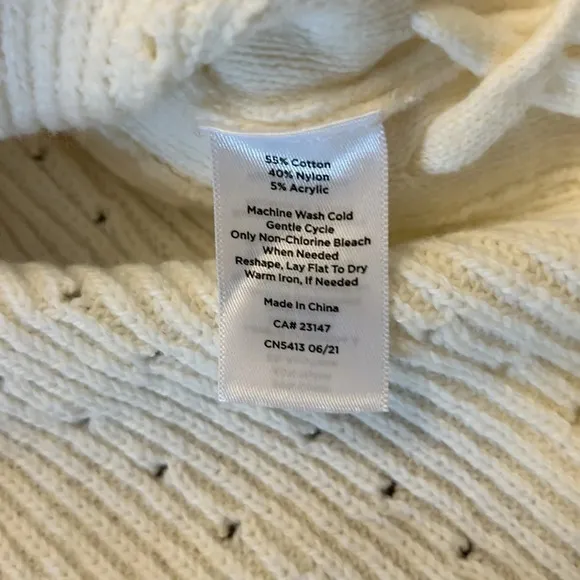 55% Cotton
40% Nylon
5% Acrylic
Machine Wash Cold
Gentle Cycle
Only Non-Chlorine Bleach
When Needed
Reshape, Lay Flat To Dry
Warm Iron, If Needed
Made In China
CA# 23147
CN5413 06/21